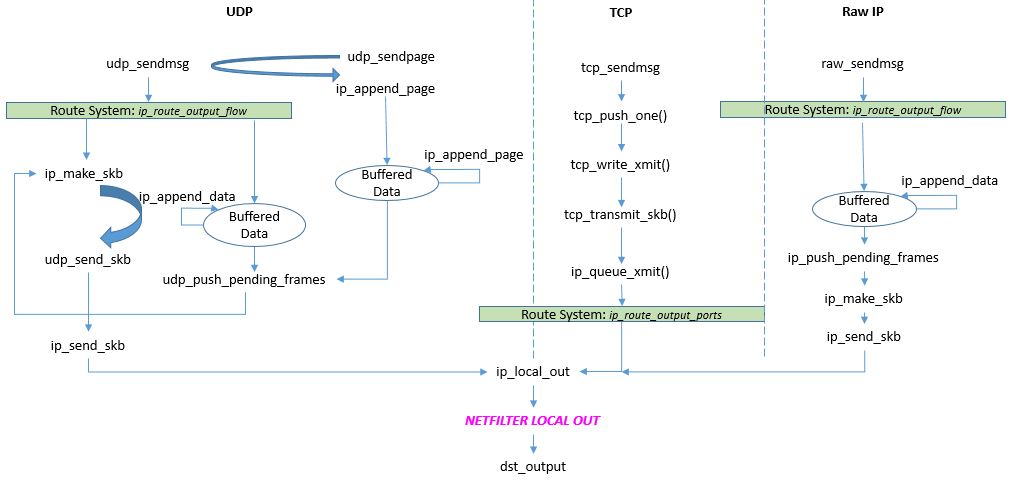 UDP
TCP
Raw IP
udp_sendmsg
udp_sendpage
ip_append_page
tcp_sendmsg
raw_sendmsg
Route System: ip_route_output_flow
Route System: ip_route_output_flow
tcp_push_one()
ip_make_skb
ip_append_data
Buffered
Data
ip_append_page
Buffered
Data
tcp_write_xmit()
ip_append_data
Buffered
Data
tcp_transmit_skb()
udp_send_skb
udp_push_pending_frames
ip_queue_xmit()
ip_push_pending_frames
ip_make_skb
Route System: ip_route_output_ports
ip_send_skb
ip_send_skb
ip_local_out
NETFILTER LOCAL OUT
dst_output